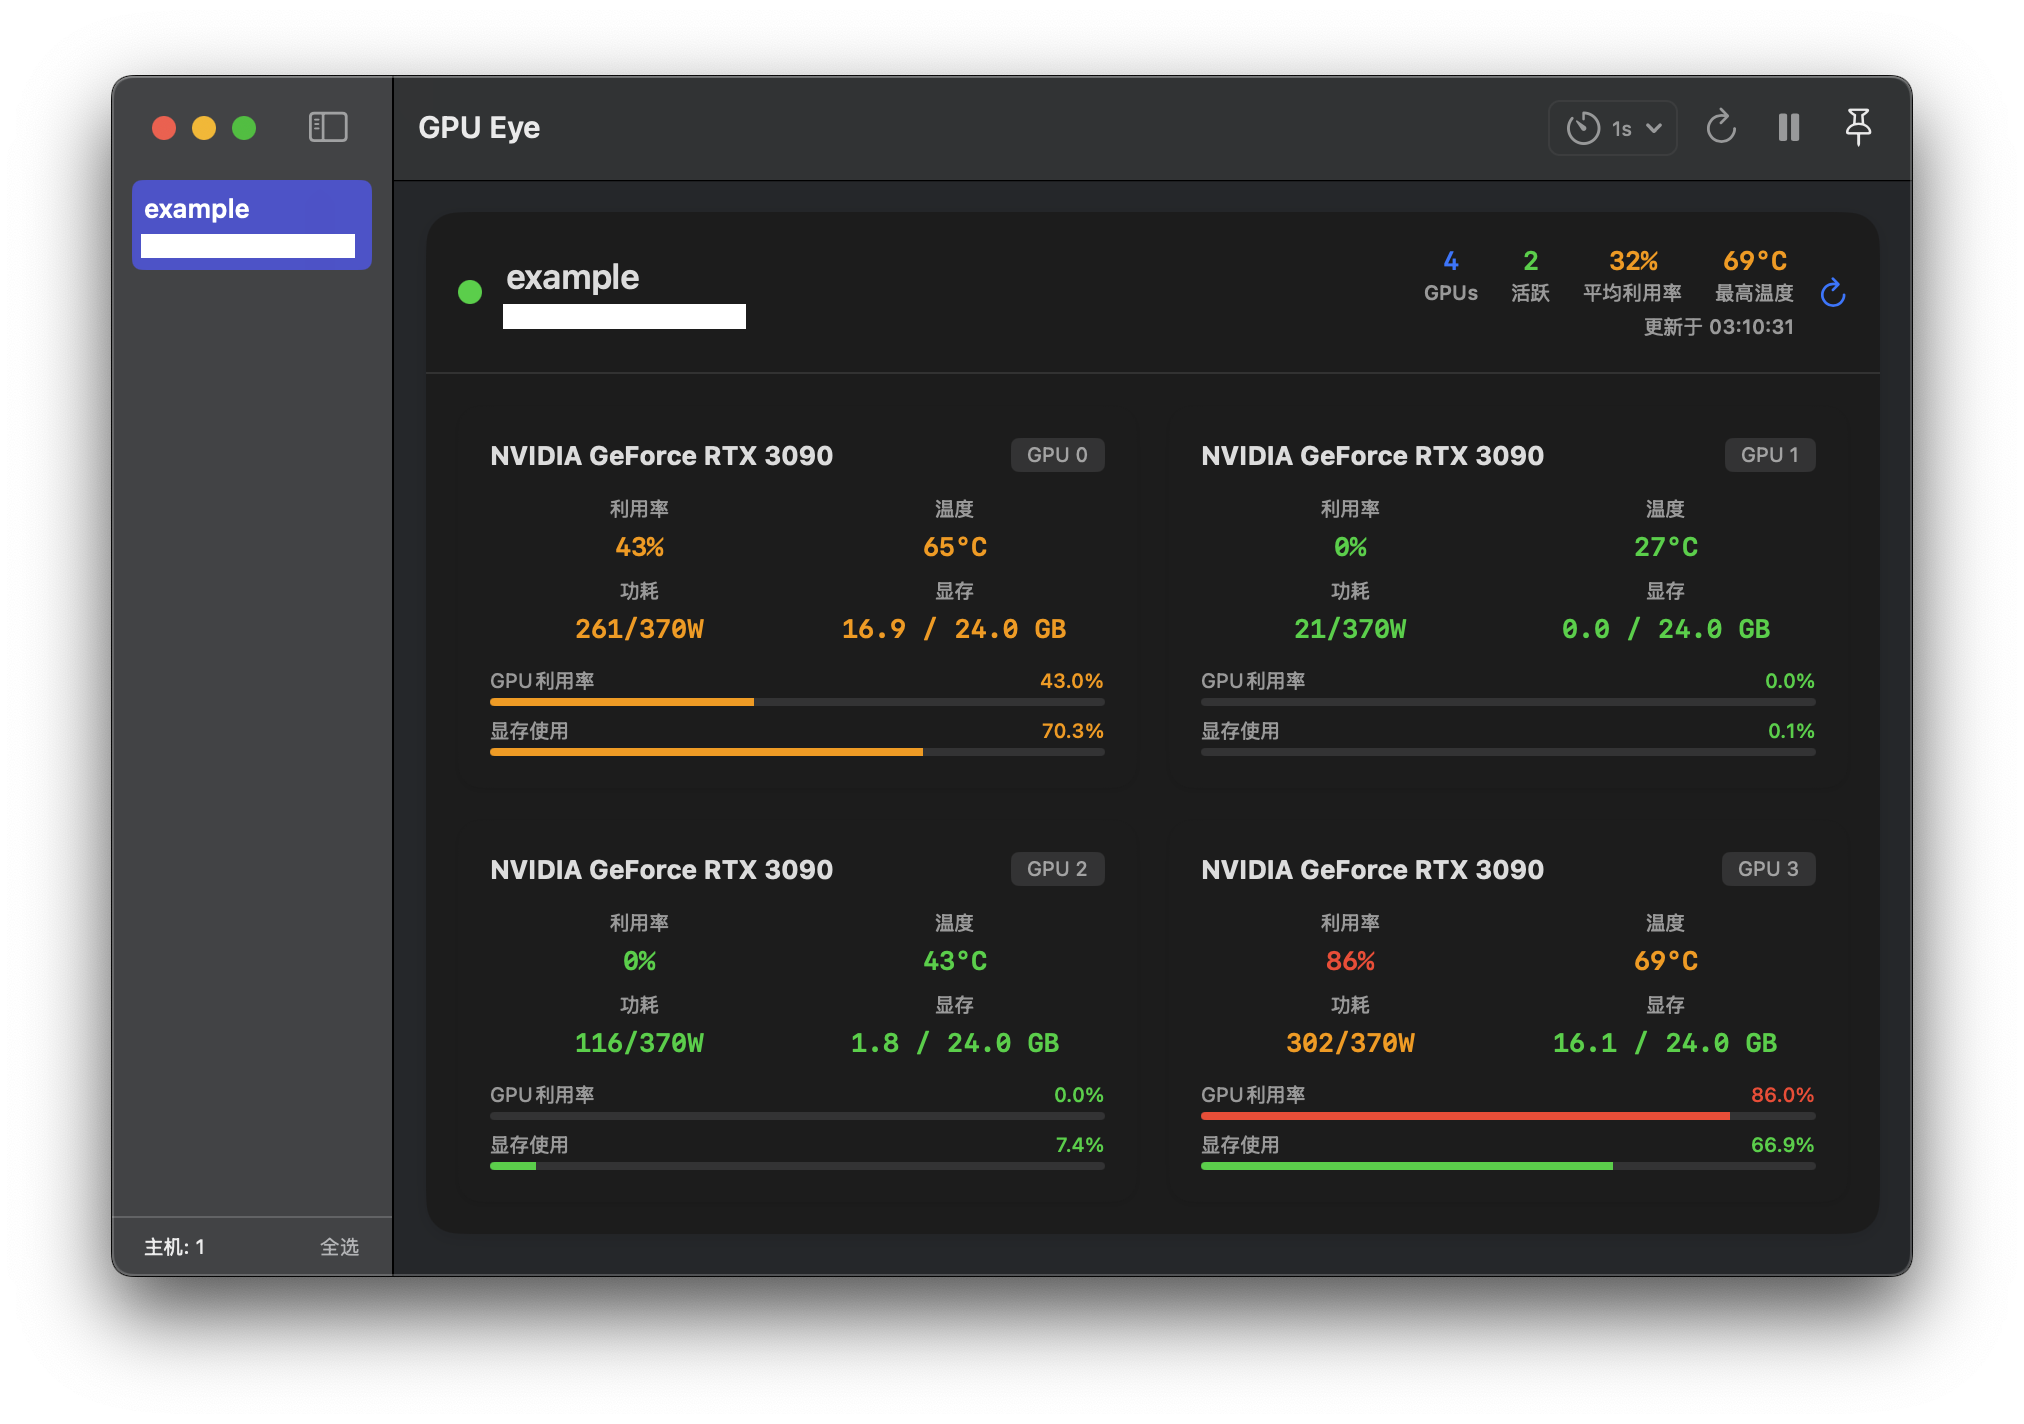 GPU Eye
1s
example
example
4 2 32% 69°C
GPUs 活跃 平均利用率 最高温度
更新于 03:10:31
NVIDIA GeForce RTX 3090 GPU 0
利用率 温度
43% 65°C
功耗 显存
261/370W 16.9 / 24.0 GB
GPU利用率 43.0%
显存使用 70.3%
NVIDIA GeForce RTX 3090 GPU 1
利用率 温度
0% 27°C
功耗 显存
21/370W 0.0 / 24.0 GB
GPU利用率 0.0%
显存使用 0.1%
NVIDIA GeForce RTX 3090 GPU 2
利用率 温度
0% 43°C
功耗 显存
116/370W 1.8 / 24.0 GB
GPU利用率 0.0%
显存使用 7.4%
NVIDIA GeForce RTX 3090 GPU 3
利用率 温度
86% 69°C
功耗 显存
302/370W 16.1 / 24.0 GB
GPU利用率 86.0%
显存使用 66.9%
主机: 1 全选